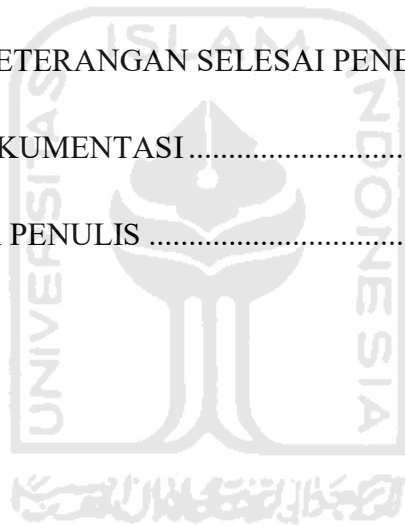 ISLAM
ETERANGAN SELESAI PENE
KUMENTASI ...........................
PENULIS ................................
UNIVERSITAS
INDONESIA